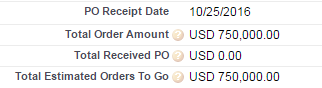 PO Receipt Date 10/25/2016
Total Order Amount ? USD 750,000.00
Total Received PO ? USD 0.00
Total Estimated Orders To Go ? USD 750,000.00